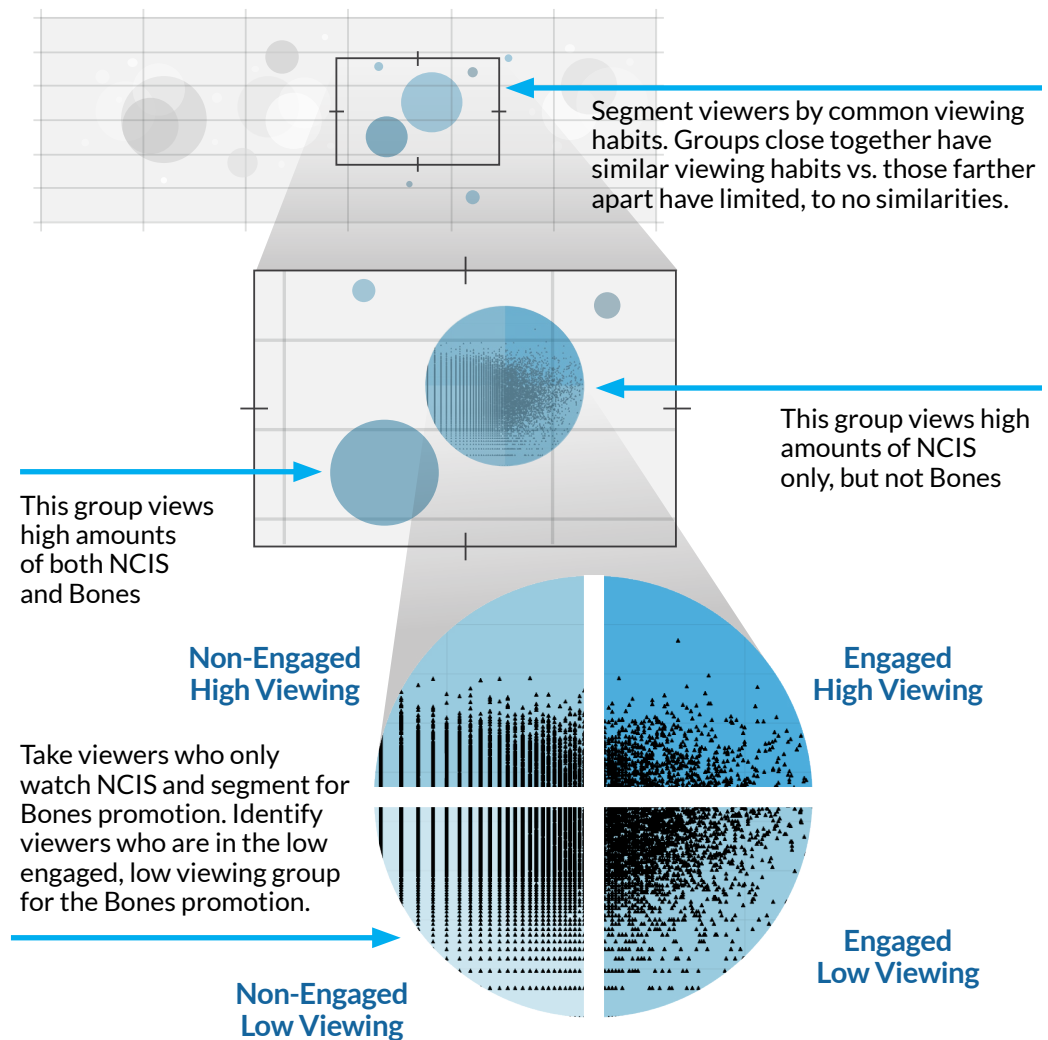 Segment viewers by common viewing
habits. Groups close together have
similar viewing habits vs. those farther
apart have limited, to no similarities.
This group views high
amounts of NCIS
only, but not Bones
This group views
high amounts
of both NCIS
and Bones
Non-Engaged
High Viewing
Engaged
High Viewing
Take viewers who only
watch NCIS and segment for
Bones promotion. Identify
viewers who are in the low
engaged, low viewing group
for the Bones promotion.
Engaged
Low Viewing
Non-Engaged
Low Viewing